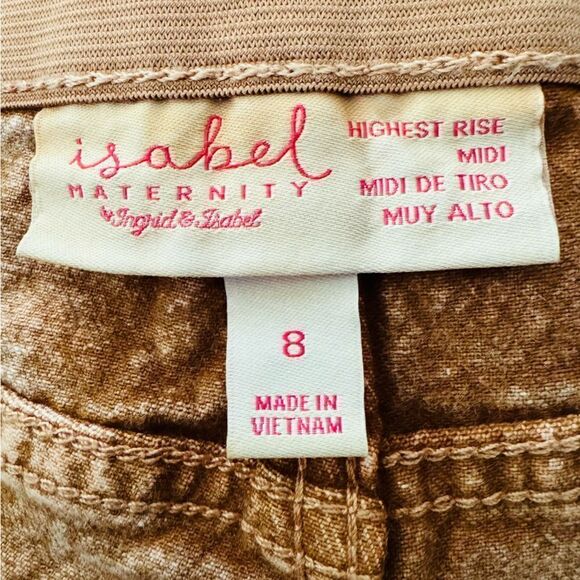 isabel
MATERNITY
by Ingrid & Isabel
HIGHEST RISE
MIDI
MIDI DE TIRO
MUY ALTO
8
MADE IN
VIETNAM